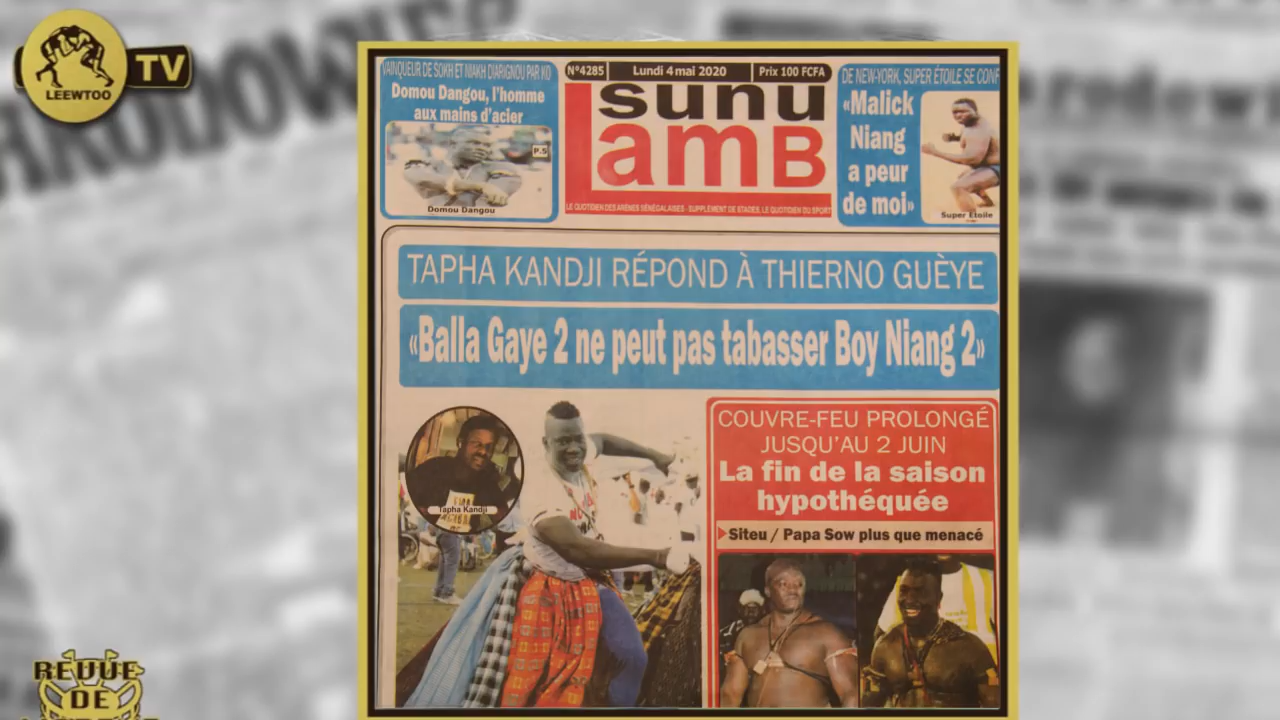 LEEWTOO
TV
VAINQUEUR DE SOKH ET NIAKH DIARIGNOU PAR KO
Domou Dangou, l'homme
aux mains d'acier
P.5
Domou Dangou
N°4285
Lundi 4 mai 2020
Prix 100 FCFA
sunu
Lamb
LE QUOTIDIEN DES ARÈNES SÉNÉGALAISES - SUPPLEMENT DE STADES, LE QUOTIDIEN DU SPORT
DE NEW-YORK, SUPER ÉTOILE SE CONF
«Malick
Niang
a peur
de moi»
Super Etoile
TAPHA KANDJI RÉPOND À THIERNO GUÈYE
«Balla Gaye 2 ne peut pas tabasser Boy Niang 2»
Tapha Kandji
COUVRE-FEU PROLONGÉ
JUSQU'AU 2 JUIN
La fin de la saison
hypothéquée
Siteu / Papa Sow plus que menacé
REVUE
DE